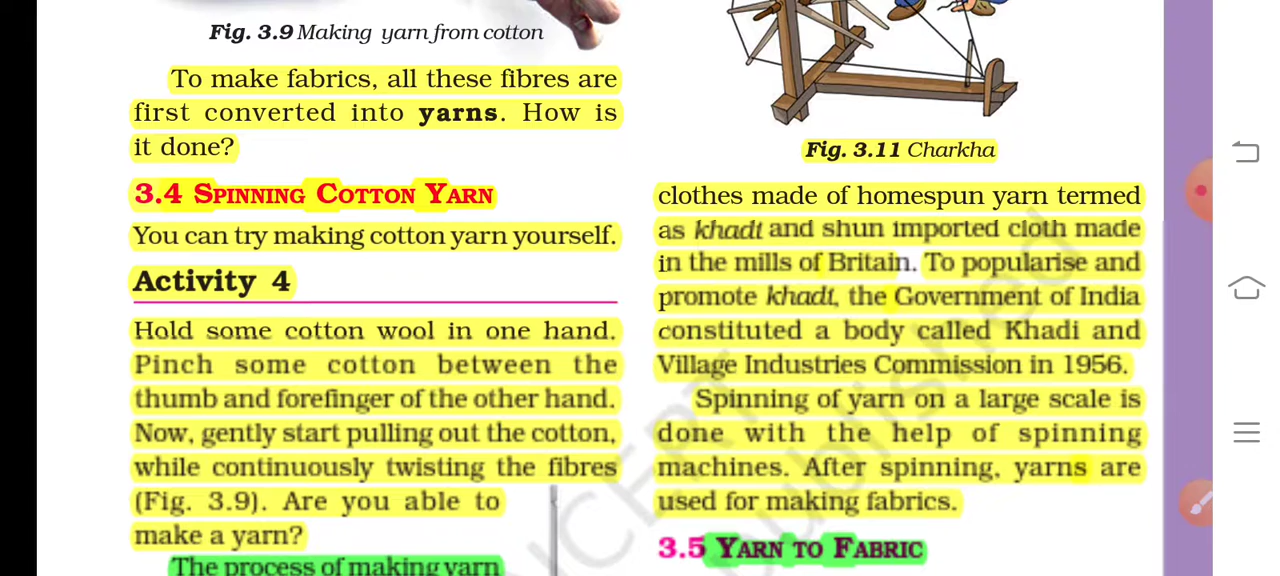 Fig. 3.9 Making yarn from cotton
To make fabrics, all these fibres are
first converted into yarns. How is
it done?
3.4 SPINNING COTTON YARN
You can try making cotton yarn yourself.
Activity 4
Hold some cotton wool in one hand.
Pinch some cotton between the
thumb and forefinger of the other hand.
Now, gently start pulling out the cotton,
while continuously twisting the fibres
(Fig. 3.9). Are you able to
make a yarn?
The process of making yarn
Fig. 3.11 Charkha
clothes made of homespun yarn termed
as khadi and shun imported cloth made
in the mills of Britain. To popularise and
promote khadi, the Government of India
constituted a body called Khadi and
Village Industries Commission in 1956.
Spinning of yarn on a large scale is
done with the help of spinning
machines. After spinning, yarns are
used for making fabrics.
3.5 YARN TO FABRIC